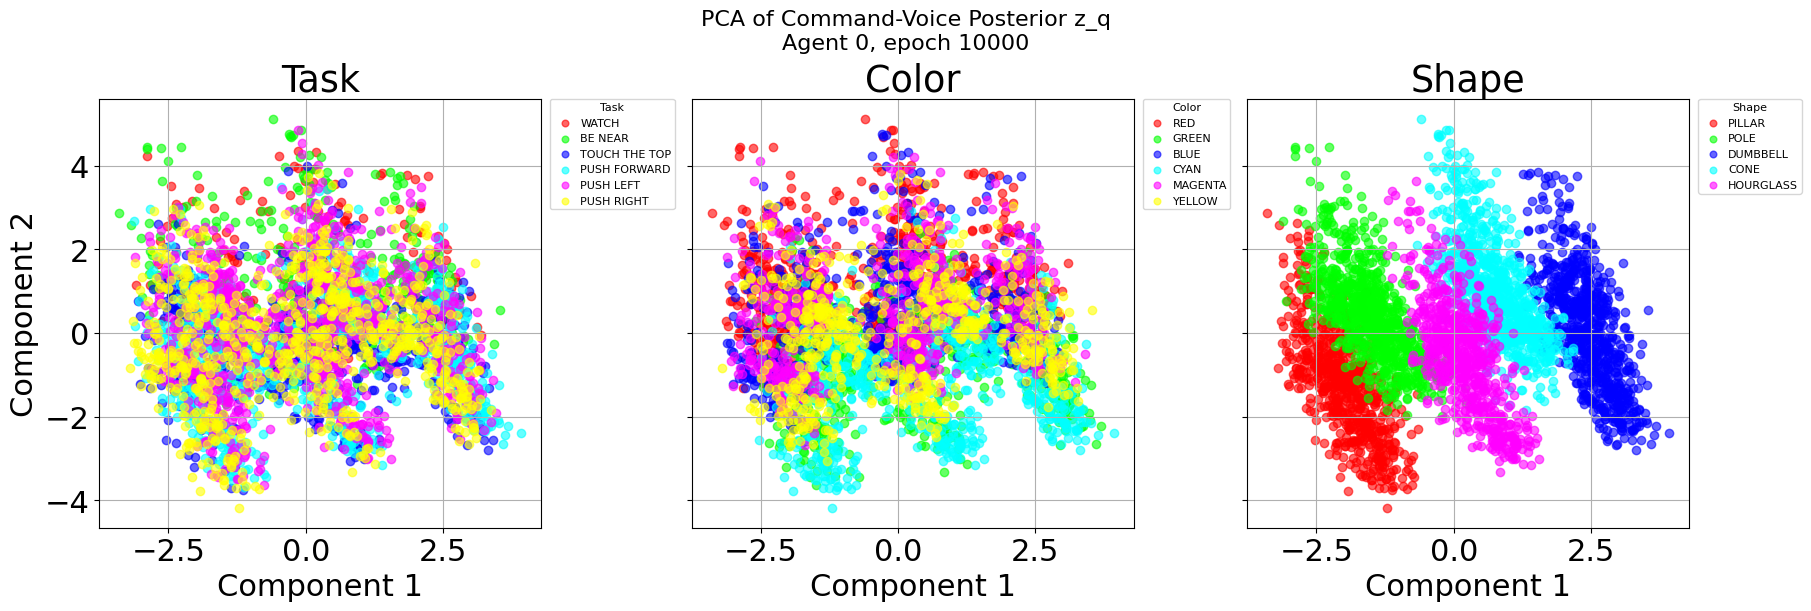 PCA of Command-Voice Posterior z_q
Agent 0, epoch 10000
Task
Component 2
4
2
0
−2
−4
−2.5
0.0
2.5
Component 1
Task
WATCH
BE NEAR
TOUCH THE TOP
PUSH FORWARD
PUSH LEFT
PUSH RIGHT
Color
−2.5
0.0
2.5
Component 1
Color
RED
GREEN
BLUE
CYAN
MAGENTA
YELLOW
Shape
−2.5
0.0
2.5
Component 1
Shape
PILLAR
POLE
DUMBBELL
CONE
HOURGLASS